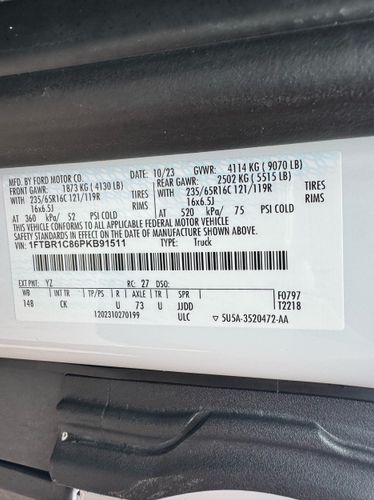 MFD. BY FORD MOTOR CO. DATE: 10/23 GVWR: 4114 KG ( 9070 LB)
FRONT GAWR: 1873 KG ( 4130 LB) REAR GAWR: 2502 KG ( 5515 LB)
235/65R16C 121/119R TIRES 235/65R16C 121/119R TIRES
16x6.5J RIMS 16x6.5J RIMS
AT 360 kPa/ 52 PSI COLD AT 520 kPa/ 75 PSI COLD
THIS VEHICLE CONFORMS TO ALL APPLICABLE FEDERAL MOTOR VEHICLE
SAFETY STANDARDS IN EFFECT ON THE DATE OF MANUFACTURE SHOWN ABOVE.
VIN: 1FTBR1C86PKB91511 TYPE: Truck
EXT PNT: YZ RC: 27 DSO:
WB INT TR TP/PS R AXLE TR SPR F0797
148 CK U 73 U JJDD T2218
1202310270199 ULC 5U5A-3520472-AA